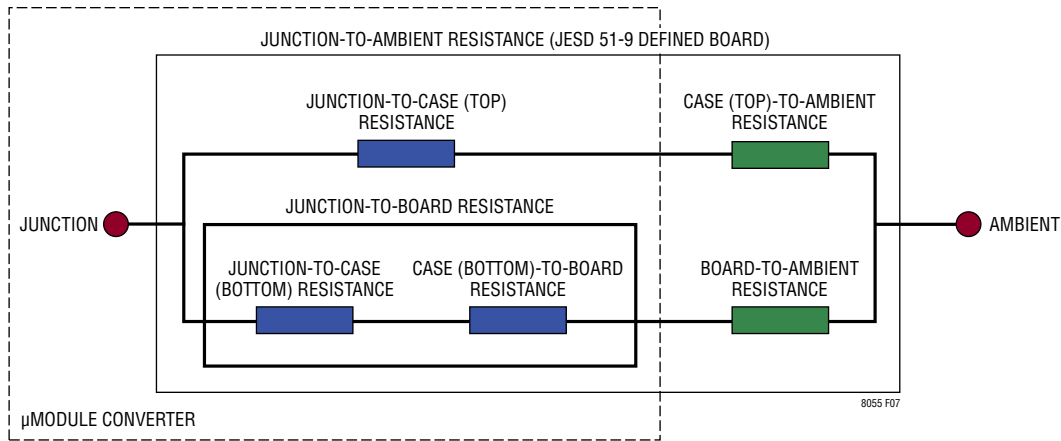 JUNCTION-TO-AMBIENT RESISTANCE (JESD 51-9 DEFINED BOARD)
JUNCTION-TO-CASE (TOP)
RESISTANCE
CASE (TOP)-TO-AMBIENT
RESISTANCE
JUNCTION
JUNCTION-TO-BOARD RESISTANCE
AMBIENT
JUNCTION-TO-CASE
(BOTTOM) RESISTANCE
CASE (BOTTOM)-TO-BOARD
RESISTANCE
BOARD-TO-AMBIENT
RESISTANCE
8055 F07
µMODULE CONVERTER